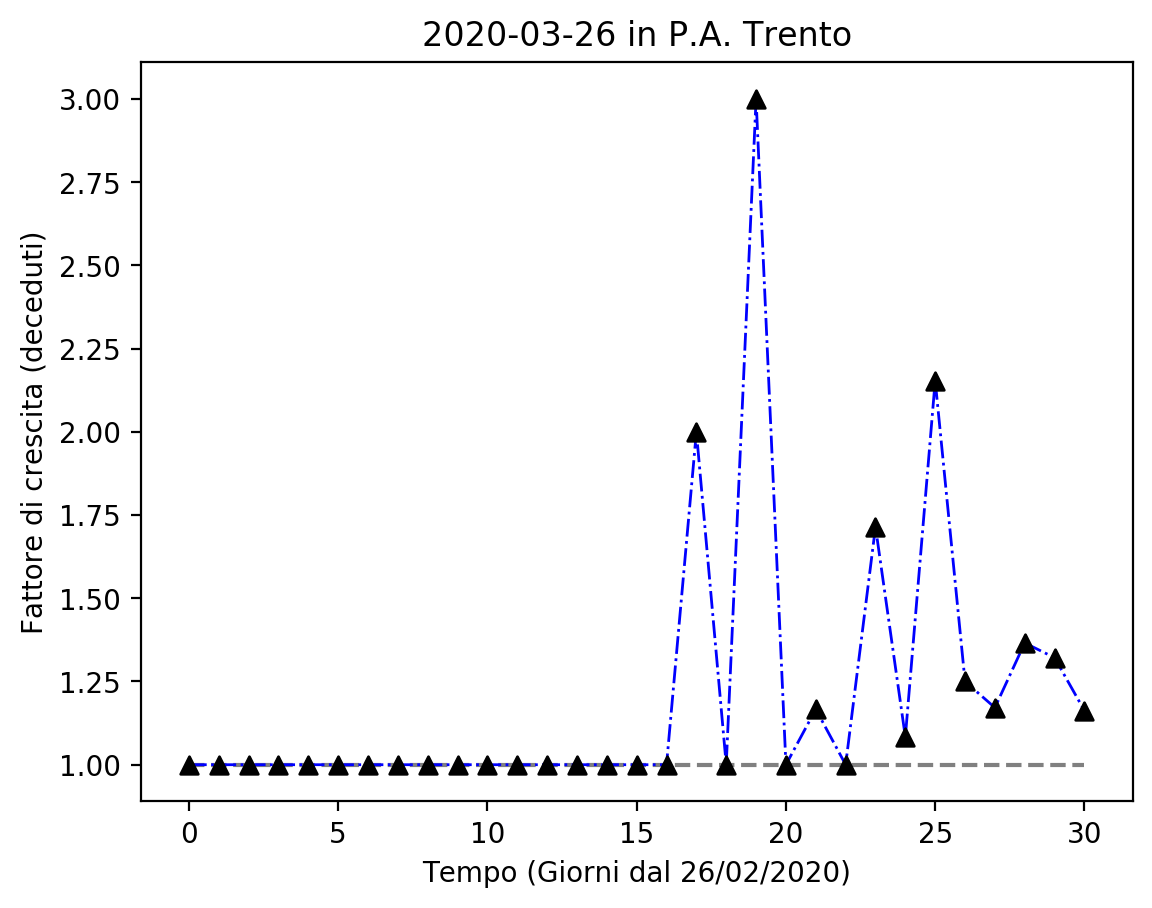 2020-03-26 in P.A. Trento
Fattore di crescita (deceduti)
3.00
2.75
2.50
2.25
2.00
1.75
1.50
1.25
1.00
0 5 10 15 20 25 30
Tempo (Giorni dal 26/02/2020)